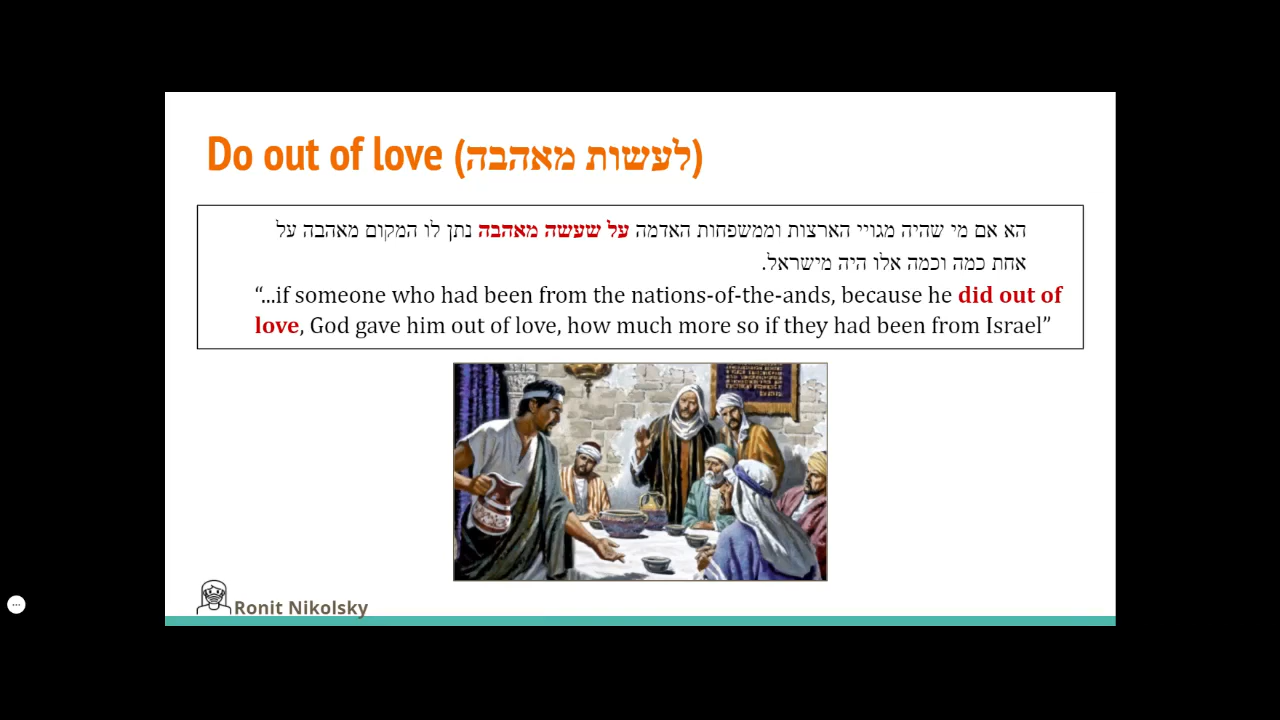 Do out of love (לעשות מאהבה)
הא אם מי שהיה מגויי הארצות וממשפחות האדמה על שעשה מאהבה נתן לו המקום מאהבה על
אחת כמה וכמה אלו היה מישראל.
“...if someone who had been from the nations-of-the-ands, because he did out of
love, God gave him out of love, how much more so if they had been from Israel”
Ronit Nikolsky